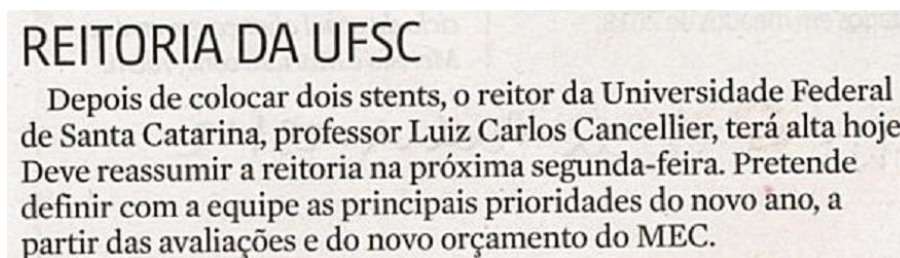 REITORIA DA UFSC
Depois de colocar dois stents, o reitor da Universidade Federal
de Santa Catarina, professor Luiz Carlos Cancellier, terá alta hoje
Deve reassumir a reitoria na próxima segunda-feira. Pretende
definir com a equipe as principais prioridades do novo ano, a
partir das avaliações e do novo orçamento do MEC.